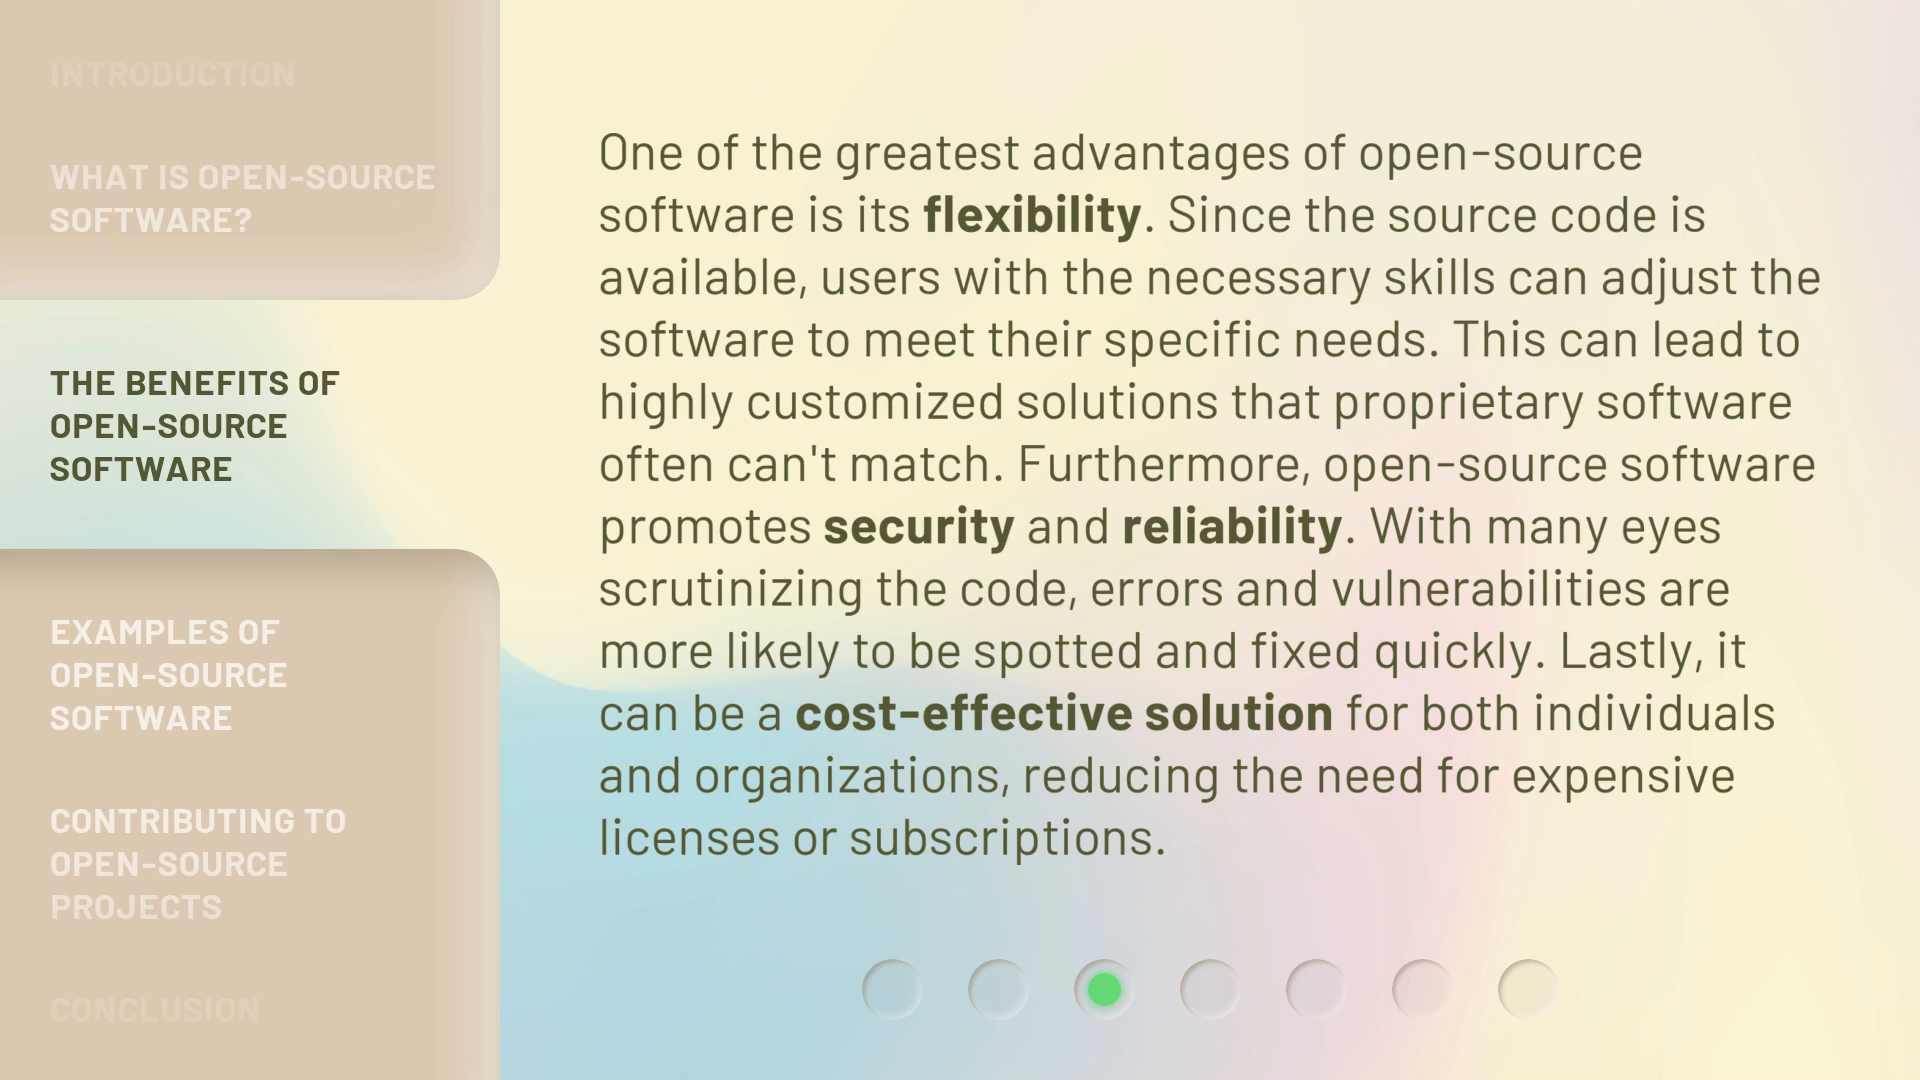 INTRODUCTION
WHAT IS OPEN-SOURCE
SOFTWARE?
THE BENEFITS OF
OPEN-SOURCE
SOFTWARE
EXAMPLES OF
OPEN-SOURCE
SOFTWARE
CONTRIBUTING TO
OPEN-SOURCE
PROJECTS
CONCLUSION
One of the greatest advantages of open-source
software is its flexibility. Since the source code is
available, users with the necessary skills can adjust the
software to meet their specific needs. This can lead to
highly customized solutions that proprietary software
often can't match. Furthermore, open-source software
promotes security and reliability. With many eyes
scrutinizing the code, errors and vulnerabilities are
more likely to be spotted and fixed quickly. Lastly, it
can be a cost-effective solution for both individuals
and organizations, reducing the need for expensive
licenses or subscriptions.